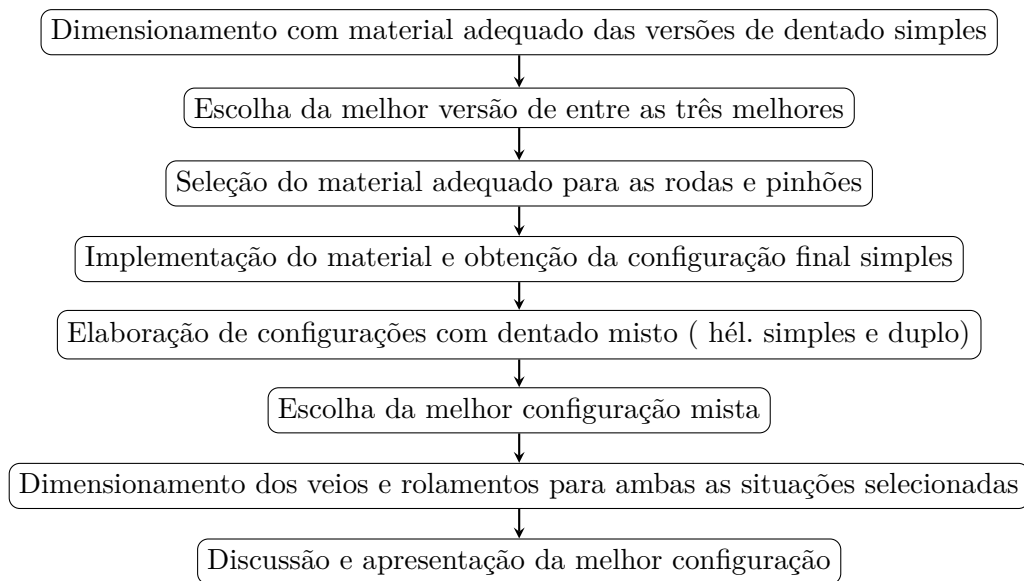 Dimensionamento com material adequado das versões de dentado simples
Escolha da melhor versão de entre as três melhores
Seleção do material adequado para as rodas e pinhões
Implementação do material e obtenção da configuração final simples
Elaboração de configurações com dentado misto ( hél. simples e duplo)
Escolha da melhor configuração mista
Dimensionamento dos veios e rolamentos para ambas as situações selecionadas
Discussão e apresentação da melhor configuração